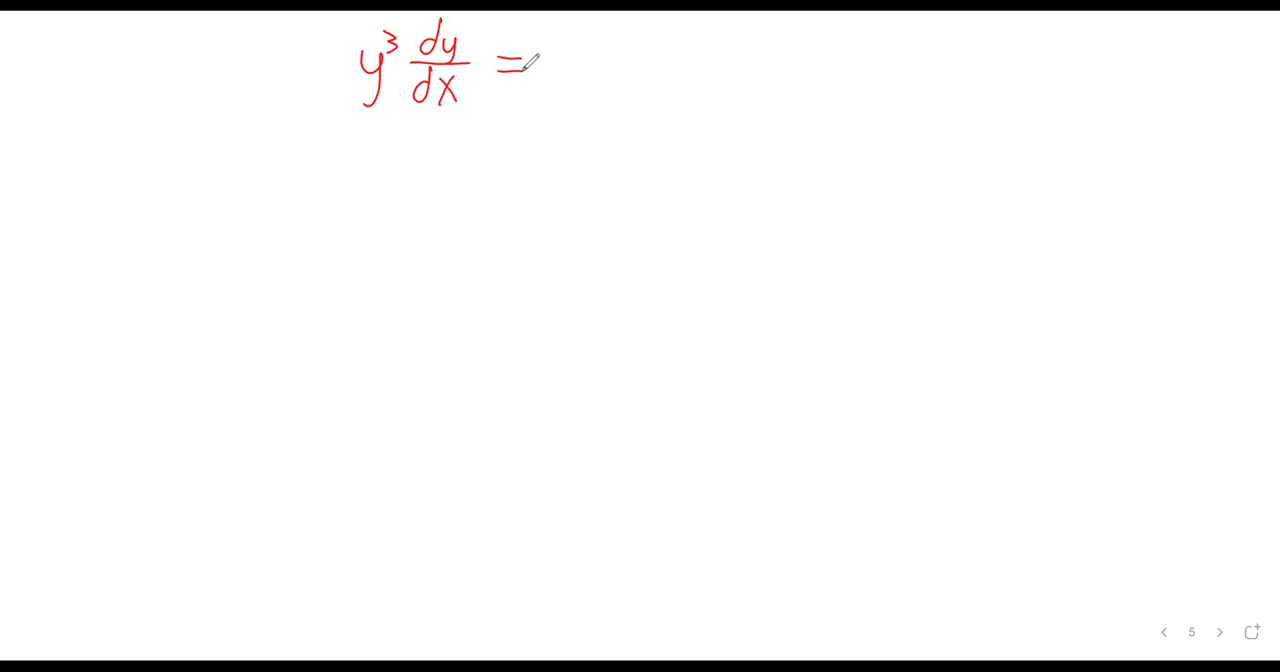 y³ dy/dx =
< 5 >